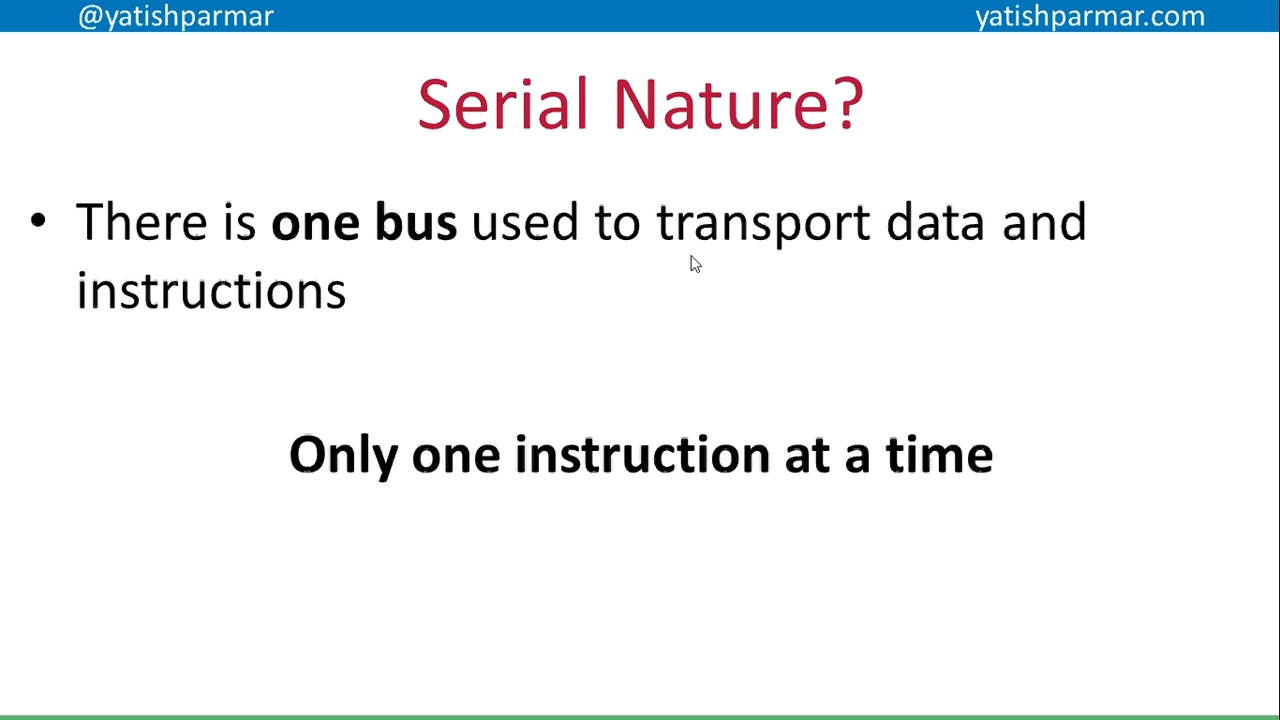 @yatishparmar
yatishparmar.com
Serial Nature?
• There is one bus used to transport data and
instructions
Only one instruction at a time